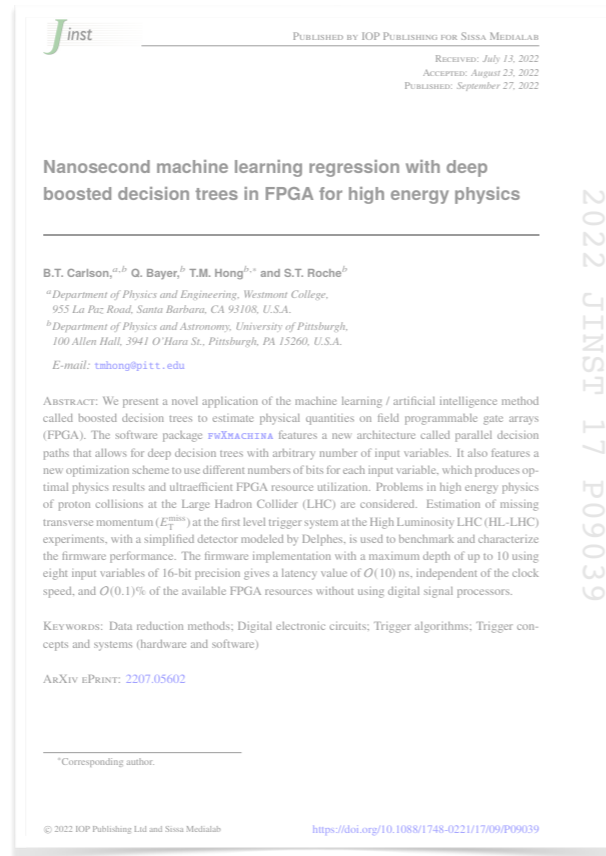 Jinst
PUBLISHED BY IOP PUBLISHING FOR SISSA MEDIALAB
RECEIVED: July 13, 2022
ACCEPTED: August 23, 2022
PUBLISHED: September 27, 2022
Nanosecond machine learning regression with deep
boosted decision trees in FPGA for high energy physics
B.T. Carlson,a,b Q. Bayer,b T.M. Hongb,* and S.T. Rocheb
aDepartment of Physics and Engineering, Westmont College,
955 La Paz Road, Santa Barbara, CA 93108, U.S.A.
bDepartment of Physics and Astronomy, University of Pittsburgh,
100 Allen Hall, 3941 O'Hara St., Pittsburgh, PA 15260, U.S.A.
E-mail: tmhong@pitt.edu
ABSTRACT: We present a novel application of the machine learning / artificial intelligence method
called boosted decision trees to estimate physical quantities on field programmable gate arrays
(FPGA). The software package FWXMACHINA features a new architecture called parallel decision
paths that allows for deep decision trees with arbitrary number of input variables. It also features a
new optimization scheme to use different numbers of bits for each input variable, which produces op-
timal physics results and ultraefficient FPGA resource utilization. Problems in high energy physics
of proton collisions at the Large Hadron Collider (LHC) are considered. Estimation of missing
transverse momentum (E_T^miss) at the first level trigger system at the High Luminosity LHC (HL-LHC)
experiments, with a simplified detector modeled by Delphes, is used to benchmark and characterize
the firmware performance. The firmware implementation with a maximum depth of up to 10 using
eight input variables of 16-bit precision gives a latency value of O(10) ns, independent of the clock
speed, and O(0.1)% of the available FPGA resources without using digital signal processors.
KEYWORDS: Data reduction methods; Digital electronic circuits; Trigger algorithms; Trigger con-
cepts and systems (hardware and software)
ARXIV EPRINT: 2207.05602
*Corresponding author.
© 2022 IOP Publishing Ltd and Sissa Medialab
https://doi.org/10.1088/1748-0221/17/09/P09039
2022 JINST 17 P09039